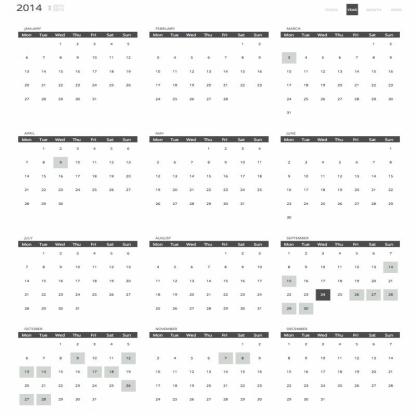 2014
YEAR MONTH
JANUARY
Mon Tue Wed Thu Fri Sat Sun
1 2 3 4 5
6 7 8 9 10 11 12
13 14 15 16 17 18 19
20 21 22 23 24 25 26
27 28 29 30 31
FEBRUARY
Mon Tue Wed Thu Fri Sat Sun
1 2
3 4 5 6 7 8 9
10 11 12 13 14 15 16
17 18 19 20 21 22 23
24 25 26 27 28
MARCH
Mon Tue Wed Thu Fri Sat Sun
1 2
3 4 5 6 7 8 9
10 11 12 13 14 15 16
17 18 19 20 21 22 23
24 25 26 27 28 29 30
31
APRIL
Mon Tue Wed Thu Fri Sat Sun
1 2 3 4 5 6
7 8 9 10 11 12 13
14 15 16 17 18 19 20
21 22 23 24 25 26 27
28 29 30
MAY
Mon Tue Wed Thu Fri Sat Sun
1 2 3 4
5 6 7 8 9 10 11
12 13 14 15 16 17 18
19 20 21 22 23 24 25
26 27 28 29 30 31
JUNE
Mon Tue Wed Thu Fri Sat Sun
1
2 3 4 5 6 7 8
9 10 11 12 13 14 15
16 17 18 19 20 21 22
23 24 25 26 27 28 29
30
JULY
Mon Tue Wed Thu Fri Sat Sun
1 2 3 4 5 6
7 8 9 10 11 12 13
14 15 16 17 18 19 20
21 22 23 24 25 26 27
28 29 30 31
AUGUST
Mon Tue Wed Thu Fri Sat Sun
1 2 3
4 5 6 7 8 9 10
11 12 13 14 15 16 17
18 19 20 21 22 23 24
25 26 27 28 29 30 31
SEPTEMBER
Mon Tue Wed Thu Fri Sat Sun
1 2 3 4 5 6 7
8 9 10 11 12 13 14
15 16 17 18 19 20 21
22 23 24 25 26 27 28
29 30
OCTOBER
Mon Tue Wed Thu Fri Sat Sun
1 2 3 4 5
6 7 8 9 10 11 12
13 14 15 16 17 18 19
20 21 22 23 24 25 26
27 28 29 30 31
NOVEMBER
Mon Tue Wed Thu Fri Sat Sun
1 2
3 4 5 6 7 8 9
10 11 12 13 14 15 16
17 18 19 20 21 22 23
24 25 26 27 28 29 30
DECEMBER
Mon Tue Wed Thu Fri Sat Sun
1 2 3 4 5 6 7
8 9 10 11 12 13 14
15 16 17 18 19 20 21
22 23 24 25 26 27 28
29 30 31